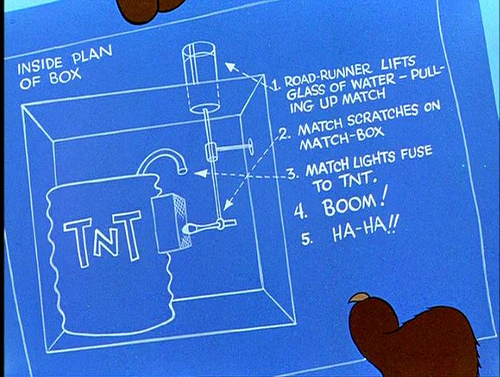 INSIDE PLAN
OF BOX
1. ROAD-RUNNER LIFTS
GLASS OF WATER – PULL-
ING UP MATCH
2. MATCH SCRATCHES ON
MATCH-BOX
3. MATCH LIGHTS FUSE
TO TNT.
4. BOOM!
5. HA-HA!!
TNT